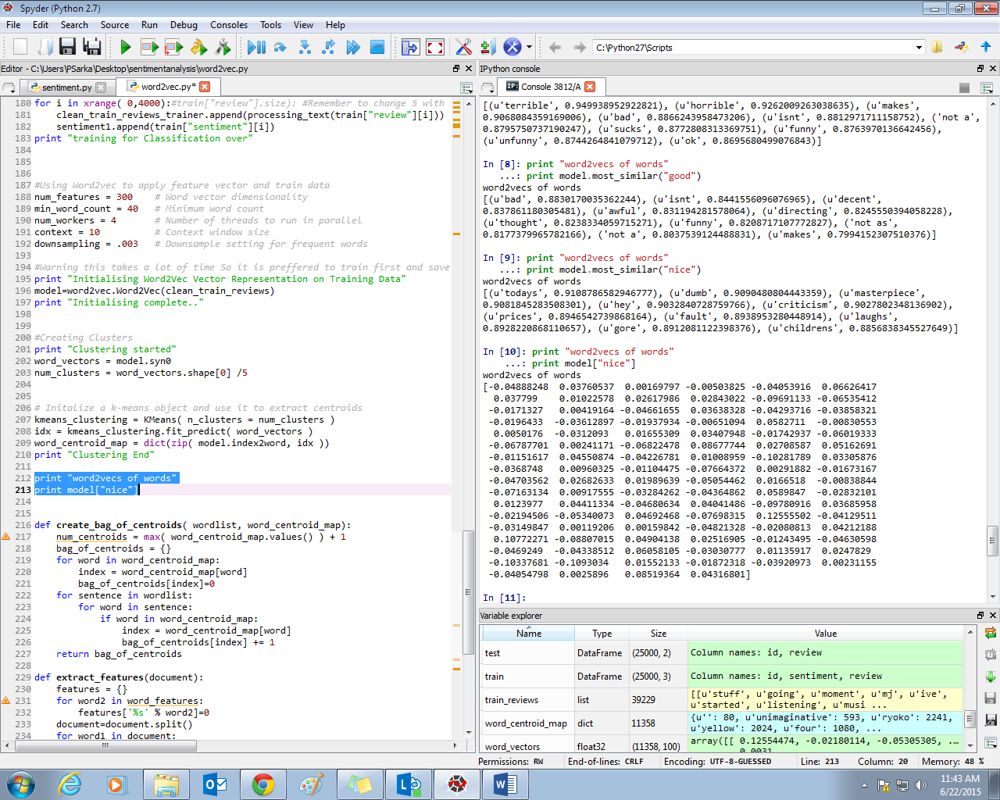 Spyder (Python 2.7)
File Edit Search Source Run Debug Consoles Tools View Help
C:\Python27\Scripts
Editor - C:\Users\PSarka\Desktop\sentimentanalysis\word2vec.py
sentiment.py word2vec.py*
180 for i in xrange( 0,4000):#train["review"].size): #Remember to change 5 with
181 clean_train_reviews_trainer.append(processing_text(train["review"][i]))
182 sentiment1.append(train["sentiment"][i])
183 print "training for Classification over"
184
185
186
187 #Using Word2vec to apply feature vector and train data
188 num_features = 300 # Word vector dimensionality
189 min_word_count = 40 # Minimum word count
190 num_workers = 4 # Number of threads to run in parallel
191 context = 10 # Context window size
192 downsampling = .003 # Downsample setting for frequent words
193
194 #Warning this takes a lot of time So it is preffered to train first and save
195 print "Initialising Word2Vec Vector Representation on Training Data"
196 model=word2vec.Word2Vec(clean_train_reviews)
197 print "Initialising complete.."
198
199
200 #Creating Clusters
201 print "Clustering started"
202 word_vectors = model.syn0
203 num_clusters = word_vectors.shape[0] /5
204
205
206 # Initalize a k-means object and use it to extract centroids
207 kmeans_clustering = KMeans( n_clusters = num_clusters )
208 idx = kmeans_clustering.fit_predict( word_vectors )
209 word_centroid_map = dict(zip( model.index2word, idx ))
210 print "Clustering End"
211
212 print "word2vecs of words"
213 print model["nice"]
214
215
216 def create_bag_of_centroids( wordlist, word_centroid_map):
217 num_centroids = max( word_centroid_map.values() ) + 1
218 bag_of_centroids = {}
219 for word in word_centroid_map:
220 index = word_centroid_map[word]
221 bag_of_centroids[index]=0
222 for sentence in wordlist:
223 for word in sentence:
224 if word in word_centroid_map:
225 index = word_centroid_map[word]
226 bag_of_centroids[index] += 1
227 return bag_of_centroids
228
229 def extract_features(document):
230 features = {}
231 for word2 in word_features:
232 features['%s' % word2]=0
233 document=document.split()
234 for word1 in document:
IPython console
Console 3812/A
[(u'terrible', 0.949938952922821), (u'horrible', 0.9262009263038635), (u'makes',
0.9068084359169006), (u'bad', 0.8866243958473206), (u'isnt', 0.8812971711158752), ('not a',
0.8795750737190247), (u'sucks', 0.8772808313369751), (u'funny', 0.8763970136642456),
(u'unfunny', 0.8744264841079712), (u'ok', 0.8695680499076843)]
In [8]: print "word2vecs of words"
...: print model.most_similar("good")
word2vecs of words
[(u'bad', 0.8830170035362244), (u'isnt', 0.8441556096076965), (u'decent',
0.837861180305481), (u'awful', 0.831194281578064), (u'directing', 0.8245550394058228),
(u'thought', 0.8238334059715271), (u'funny', 0.8208717107772827), ('not as',
0.8177379965782166), ('not a', 0.8037539124488831), (u'makes', 0.7994152307510376)]
In [9]: print "word2vecs of words"
...: print model.most_similar("nice")
word2vecs of words
[(u'todays', 0.9108786582946777), (u'dumb', 0.9090480804443359), (u'masterpiece',
0.9081845283508301), (u'hey', 0.9032840728759766), (u'criticism', 0.9027802348136902),
(u'prices', 0.8946542739868164), (u'fault', 0.8938953280448914), (u'laughs',
0.8928220868110657), (u'gore', 0.8912081122398376), (u'childrens', 0.8856838345527649)]
In [10]: print "word2vecs of words"
...: print model["nice"]
word2vecs of words
[-0.04888248 0.03760537 0.00169797 -0.00503825 -0.04053916 0.06626417
0.037799 0.01022578 0.02617986 0.02843022 -0.09691133 -0.06535412
-0.0171327 0.00419164 -0.04661655 0.03638328 -0.04293716 -0.03858321
-0.0196433 -0.03612897 -0.01937934 -0.00651094 0.0582711 -0.00830553
0.0050176 -0.0312093 0.01655309 0.03407948 -0.01742937 -0.06019333
-0.06787701 0.00241171 -0.06822478 0.08677744 0.02708587 0.05162691
-0.01151617 0.04550874 -0.04226781 0.01008959 -0.10281789 0.03305876
-0.0368748 0.00960325 -0.01104475 -0.07664372 0.00291882 -0.01673167
-0.04703562 0.02682633 0.01989639 -0.05054462 0.0166518 -0.00838844
-0.07163134 0.00917555 -0.03284262 -0.04364862 0.0589847 -0.02832101
0.0123977 0.04411334 -0.04680634 0.04041486 -0.09780916 0.03685958
-0.02194506 -0.05340073 0.04692468 -0.07698315 0.12555502 -0.04129511
-0.03149847 0.00119206 0.00159842 -0.04821328 -0.02080813 0.04212188
0.10772271 -0.08807015 0.04904138 0.02516905 -0.01243495 -0.04630598
-0.0469249 -0.04338512 0.06058105 -0.03030777 0.01135917 0.0247829
-0.10337681 -0.1093034 0.01552133 -0.01872318 -0.03920973 0.00231155
-0.04054798 0.0025896 0.08519364 0.04316801]
In [11]:
Variable explorer
Name Type Size Value
test DataFrame (25000, 2) Column names: id, review
train DataFrame (25000, 3) Column names: id, sentiment, review
train_reviews list 39229 [[u'stuff', u'going', u'moment', u'mj', u'ive',
u'started', u'listening', u'musi ...
word_centroid_map dict 11358 {u'': 80, u'unimaginative': 593, u'ryoko': 2241,
u'yellow': 2024, u'four': 1080, ...
word_vectors float32 (11358, 100) array([[ 0.12554474, -0.02180114, -0.05305305, ...
Permissions: RW End-of-lines: CRLF Encoding: UTF-8-GUESSED Line: 213 Column: 20 Memory: 48 %
11:43 AM
6/22/2015